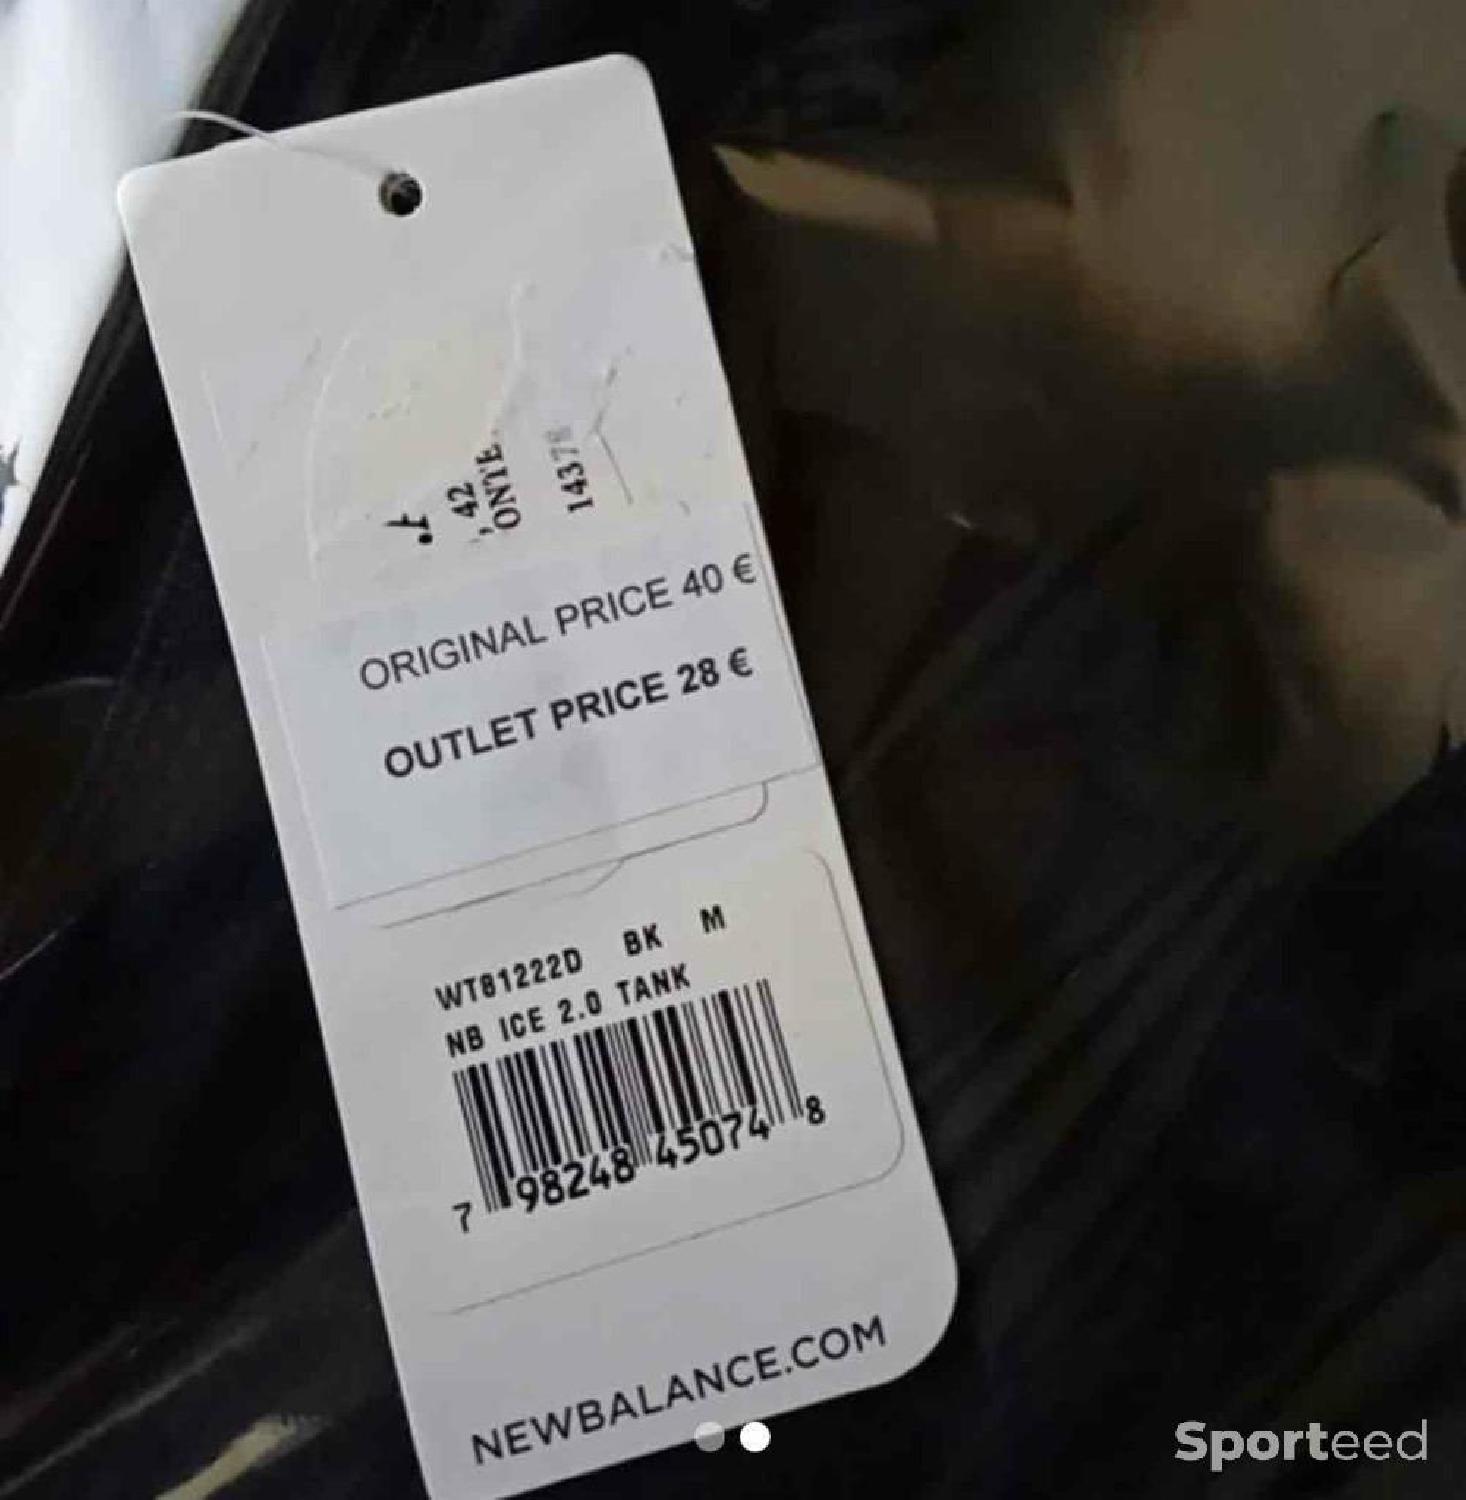 42
14378
ORIGINAL PRICE 40 €
OUTLET PRICE 28 €
WT81222D BK M
NB ICE 2.0 TANK
7 98248 45074 8
NEWBALANCE.COM
Sporteed